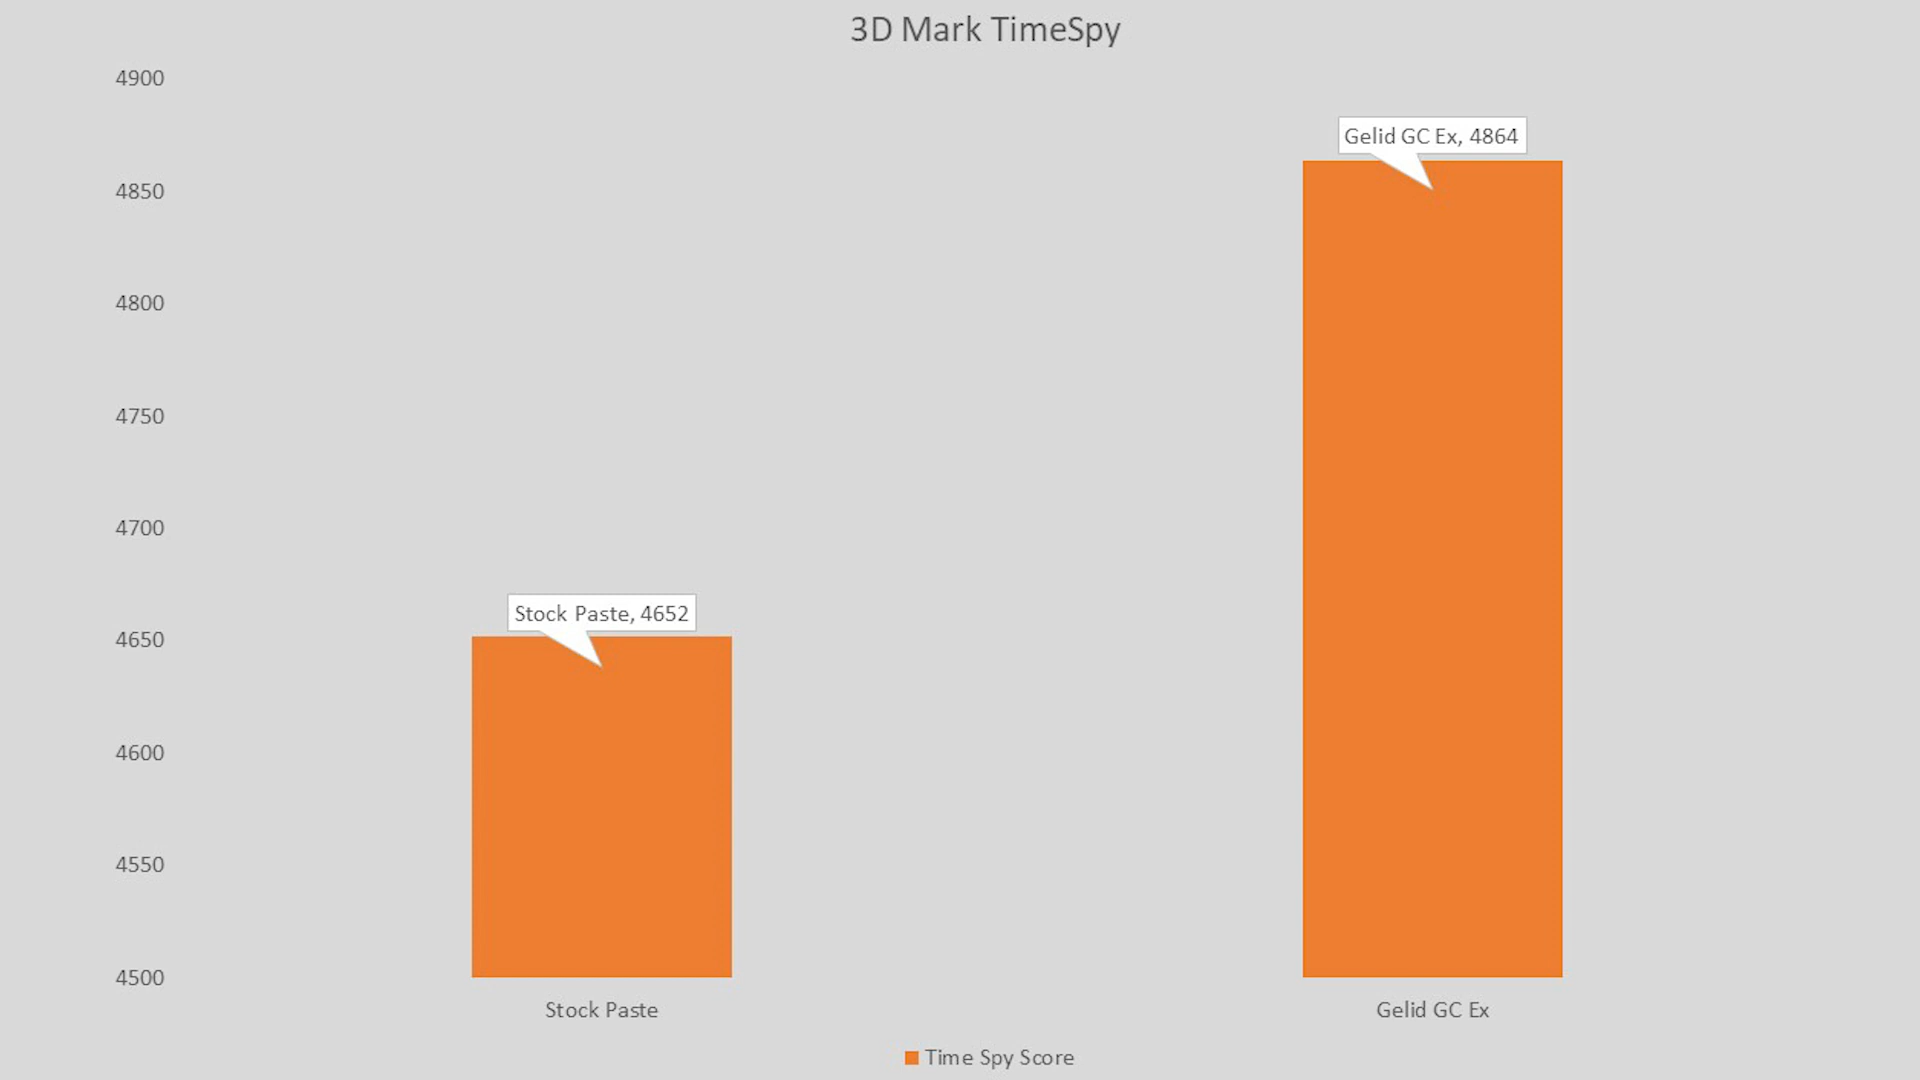 3D Mark TimeSpy
4900
Gelid GC Ex, 4864
4850
4800
4750
4700
Stock Paste, 4652
4650
4600
4550
4500
Stock Paste
Gelid GC Ex
Time Spy Score